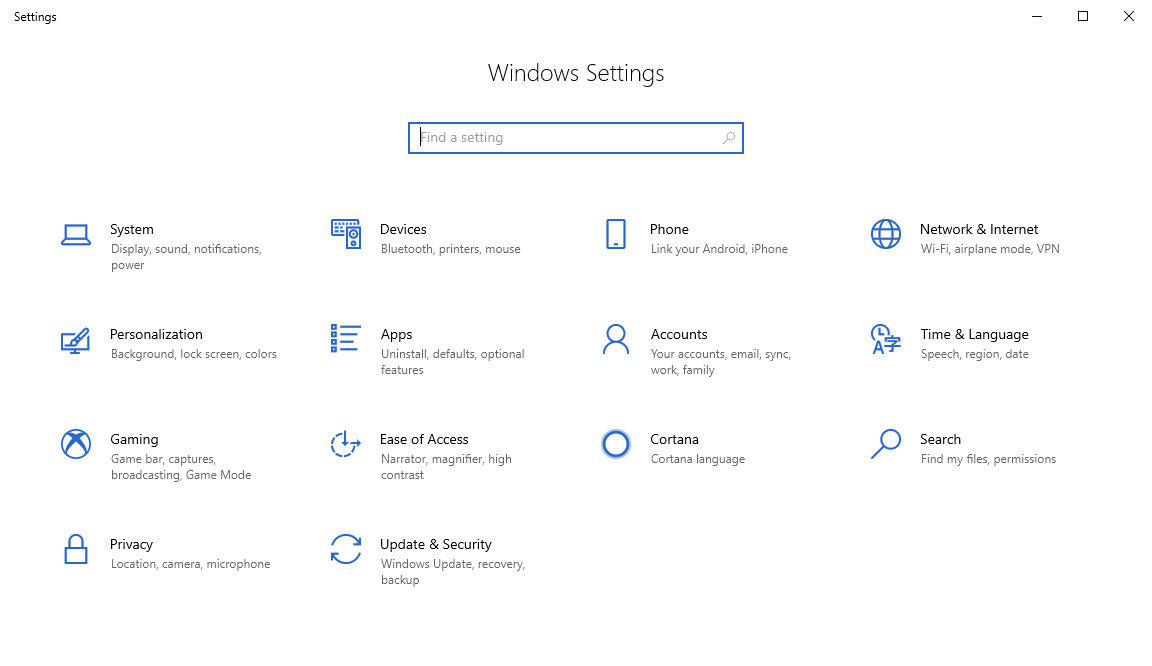 Settings
Windows Settings
Find a setting
System
Display, sound, notifications,
power
Devices
Bluetooth, printers, mouse
Phone
Link your Android, iPhone
Network & Internet
Wi-Fi, airplane mode, VPN
Personalization
Background, lock screen, colors
Apps
Uninstall, defaults, optional
features
Accounts
Your accounts, email, sync,
work, family
Time & Language
Speech, region, date
Gaming
Game bar, captures,
broadcasting, Game Mode
Ease of Access
Narrator, magnifier, high
contrast
Cortana
Cortana language
Search
Find my files, permissions
Privacy
Location, camera, microphone
Update & Security
Windows Update, recovery,
backup